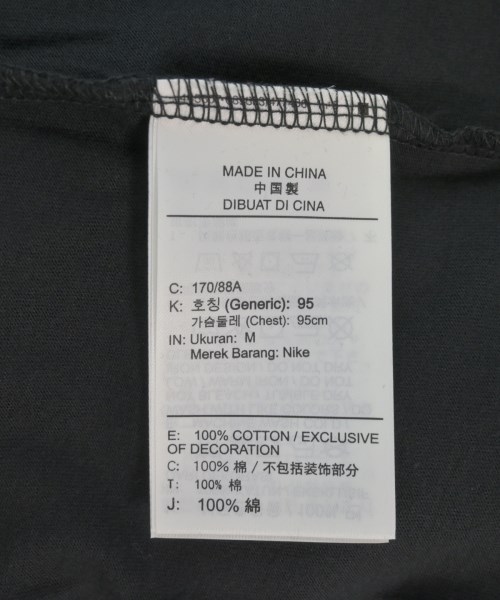 MADE IN CHINA
中国製
DIBUAT DI CINA
C: 170/88A
K: 호칭 (Generic): 95
가슴둘레 (Chest): 95cm
IN: Ukuran: M
Merek Barang: Nike
E: 100% COTTON / EXCLUSIVE
OF DECORATION
C: 100% 棉 / 不包括装饰部分
T: 100% 棉
J: 100% 綿